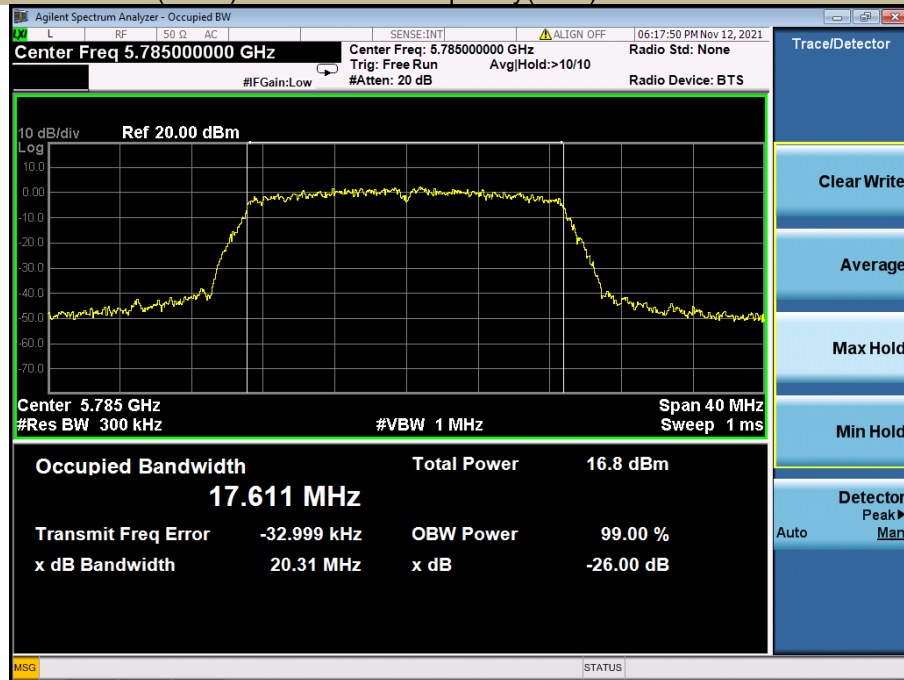 Agilent Spectrum Analyzer - Occupied BW
LXI L RF 50 Ω AC SENSE:INT ALIGN OFF 06:17:50 PM Nov 12, 2021
Center Freq 5.785000000 GHz
Center Freq: 5.785000000 GHz Radio Std: None
Trig: Free Run Avg|Hold:>10/10
#IFGain:Low #Atten: 20 dB Radio Device: BTS
Trace/Detector
10 dB/div Ref 20.00 dBm
Log
10.0
0.00
-10.0
-20.0
-30.0
-40.0
-50.0
-60.0
-70.0
Center 5.785 GHz Span 40 MHz
#Res BW 300 kHz #VBW 1 MHz Sweep 1 ms
Occupied Bandwidth Total Power 16.8 dBm
17.611 MHz
Transmit Freq Error -32.999 kHz OBW Power 99.00 %
x dB Bandwidth 20.31 MHz x dB -26.00 dB
Clear Write
Average
Max Hold
Min Hold
Detector
Peak
Auto Man
MSG STATUS